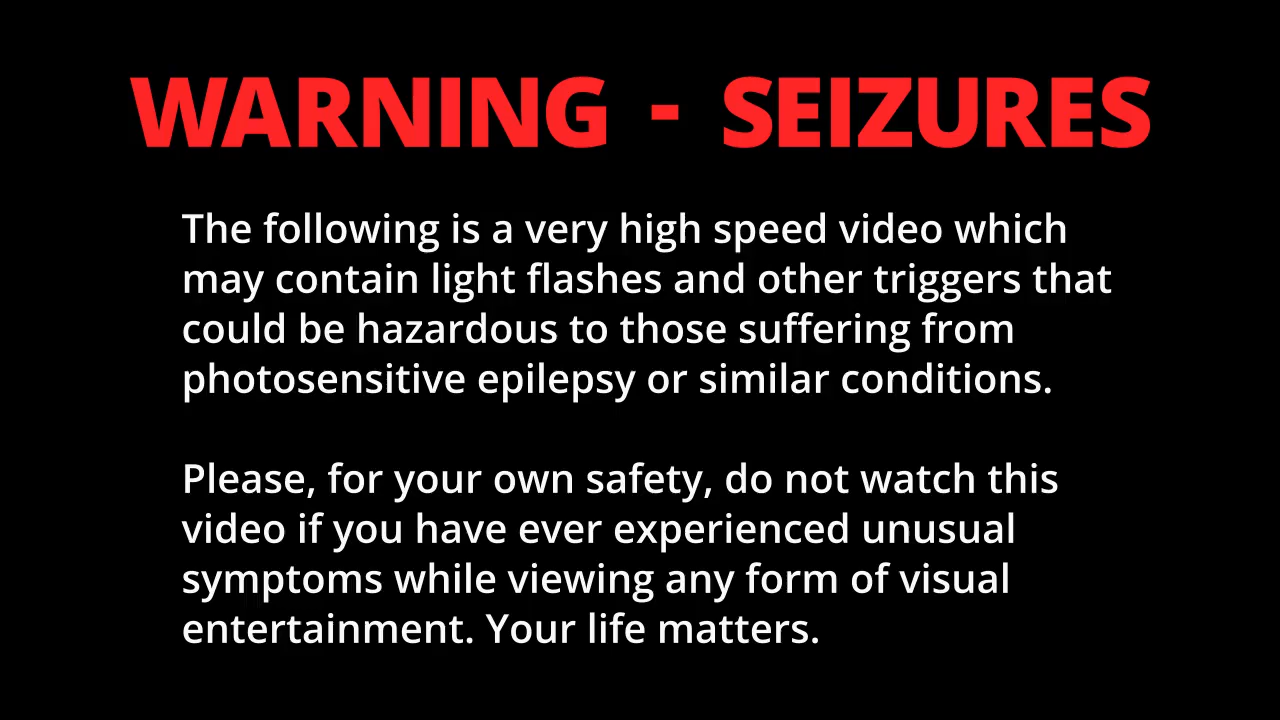 WARNING - SEIZURES
The following is a very high speed video which
may contain light flashes and other triggers that
could be hazardous to those suffering from
photosensitive epilepsy or similar conditions.
Please, for your own safety, do not watch this
video if you have ever experienced unusual
symptoms while viewing any form of visual
entertainment. Your life matters.